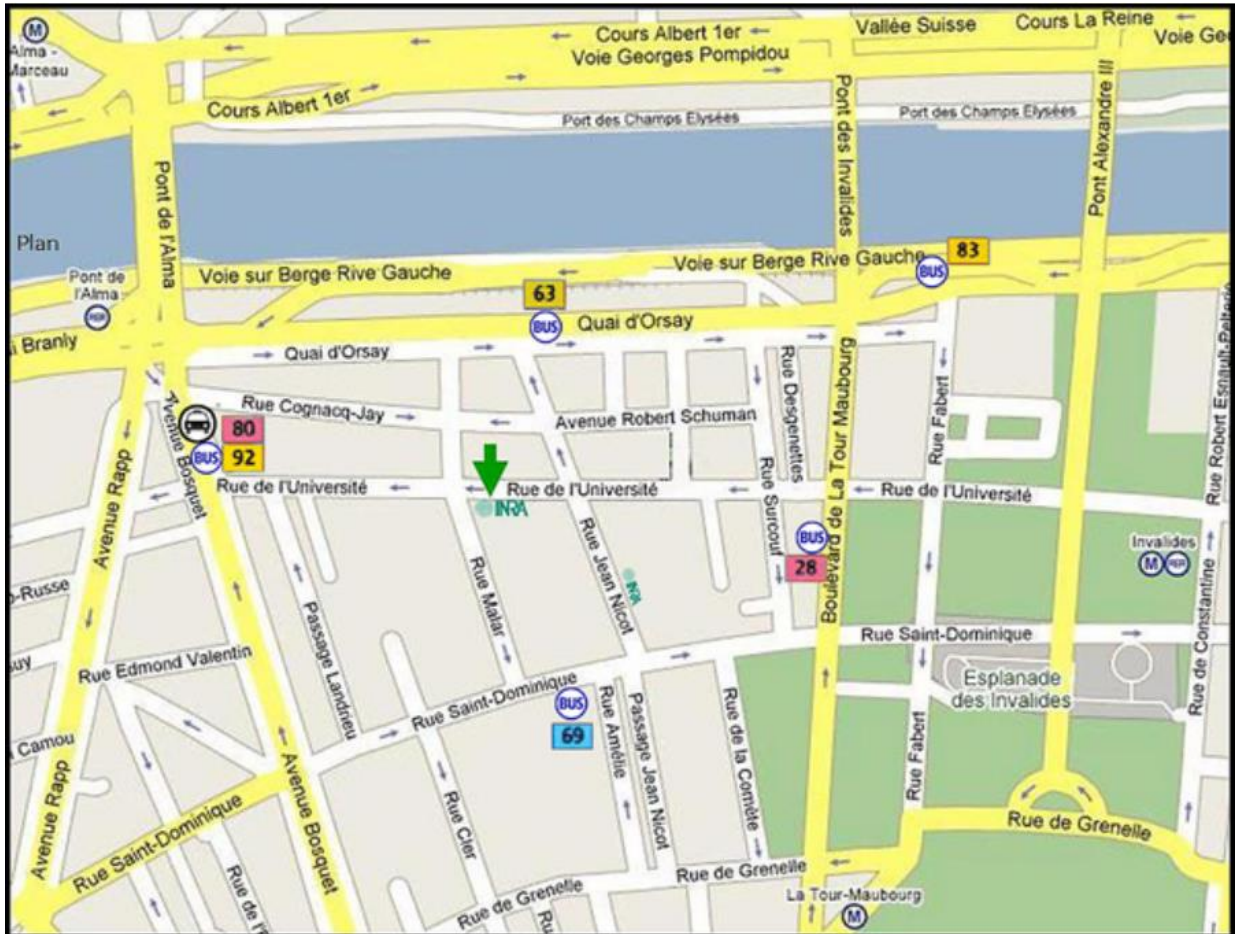 Cours La Reine
M
Alma -
Marceau
Cours Albert 1er
Vallée Suisse
Voie Georges Pompidou
Cours Albert 1er
Port des Champs Elysées
Port des Champs Elysées
Pont de l'Alma
Pont des Invalides
Pont Alexandre III
Plan
Pont de
l'Alma
RER
Voie sur Berge Rive Gauche
Voie sur Berge Rive Gauche
83
BUS
63
BUS
Quai d'Orsay
Branly
Quai d'Orsay
Rue Cognacq-Jay
Avenue Robert Schuman
Rue Desgenettes
Boulevard de La Tour Maubourg
Rue Fabert
Rue Robert Esnault-Pelterie
80
BUS
92
Avenue Bosquet
Avenue Rapp
Rue de l'Université
Rue de l'Université
Rue de l'Université
INRA
Rue Surcouf
BUS
28
Invalides
M
RER
Rue Jean Nicot
INRA
Rue Malar
Passage Landrieu
-Russe
Rue de Constantine
Rue Saint-Dominique
Rue Edmond Valentin
Esplanade
des Invalides
Rue Saint-Dominique
BUS
69
Rue Amélie
Passage Jean Nicot
Rue de la Comète
Rue Fabert
Camou
Avenue Rapp
Avenue Bosquet
Rue Cler
Rue Saint-Dominique
Rue de Grenelle
Rue de Grenelle
Rue de Grenelle
La Tour-Maubourg
M